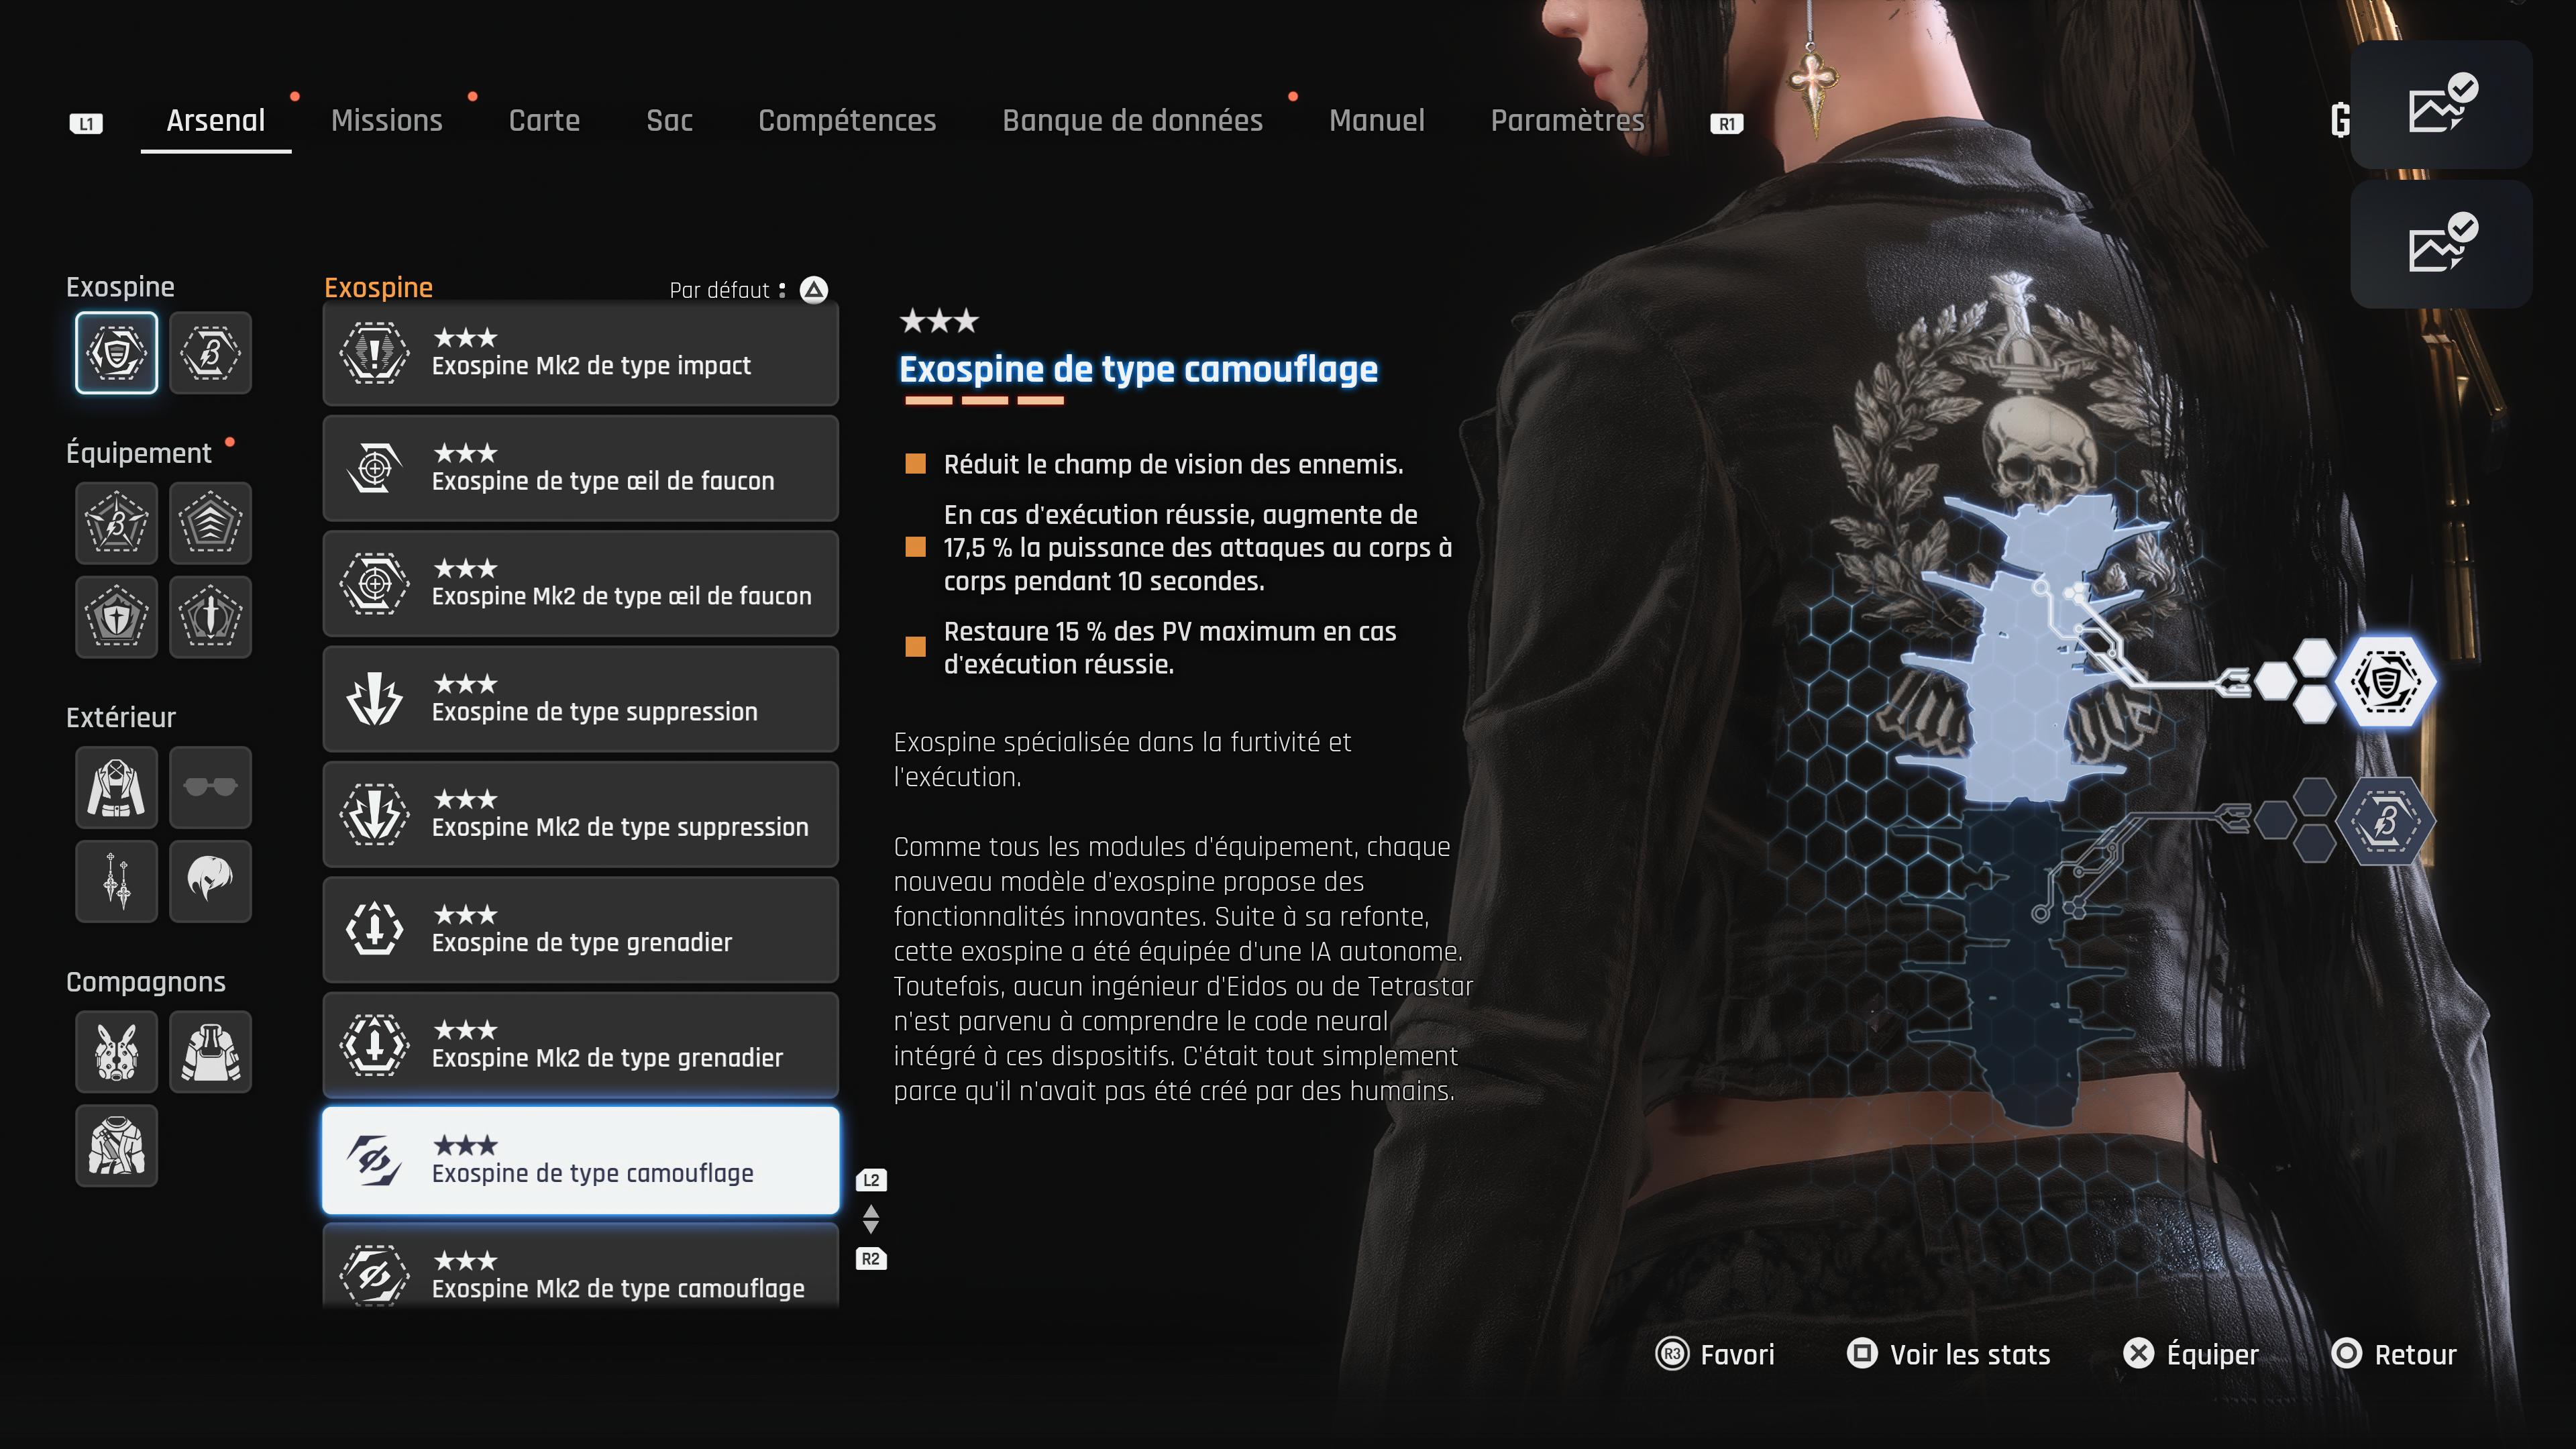 L1
Arsenal
Missions
Carte
Sac
Compétences
Banque de données
Manuel
Paramètres
R1
Exospine
Équipement
Extérieur
Compagnons
Exospine
Par défaut :
Exospine Mk2 de type impact
Exospine de type œil de faucon
Exospine Mk2 de type œil de faucon
Exospine de type suppression
Exospine Mk2 de type suppression
Exospine de type grenadier
Exospine Mk2 de type grenadier
Exospine de type camouflage
Exospine Mk2 de type camouflage
L2
R2
Exospine de type camouflage
Réduit le champ de vision des ennemis.
En cas d'exécution réussie, augmente de
17,5 % la puissance des attaques au corps à
corps pendant 10 secondes.
Restaure 15 % des PV maximum en cas
d'exécution réussie.
Exospine spécialisée dans la furtivité et
l'exécution.
Comme tous les modules d'équipement, chaque
nouveau modèle d'exospine propose des
fonctionnalités innovantes. Suite à sa refonte,
cette exospine a été équipée d'une IA autonome.
Toutefois, aucun ingénieur d'Eidos ou de Tetrastar
n'est parvenu à comprendre le code neural
intégré à ces dispositifs. C'était tout simplement
parce qu'il n'avait pas été créé par des humains.
R3 Favori
Voir les stats
Équiper
Retour